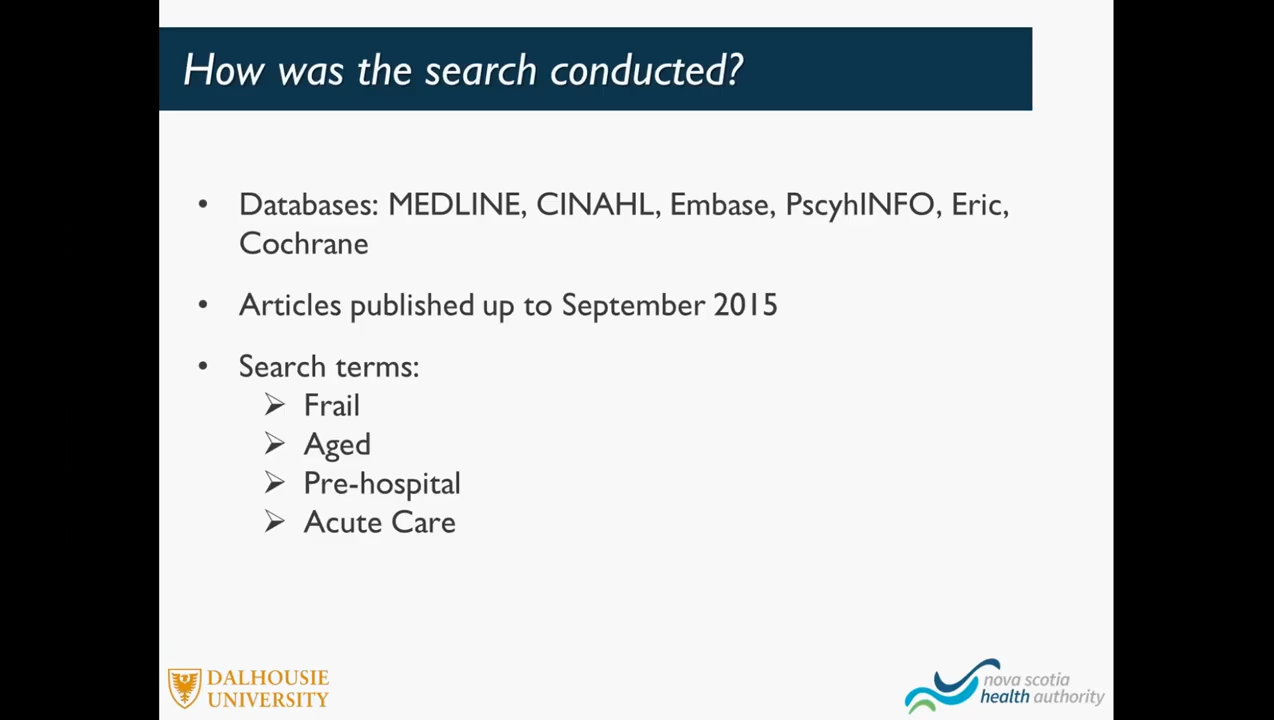 How was the search conducted?
• Databases: MEDLINE, CINAHL, Embase, PscyhINFO, Eric,
Cochrane
• Articles published up to September 2015
• Search terms:
➢ Frail
➢ Aged
➢ Pre-hospital
➢ Acute Care
DALHOUSIE
UNIVERSITY
nova scotia
health authority